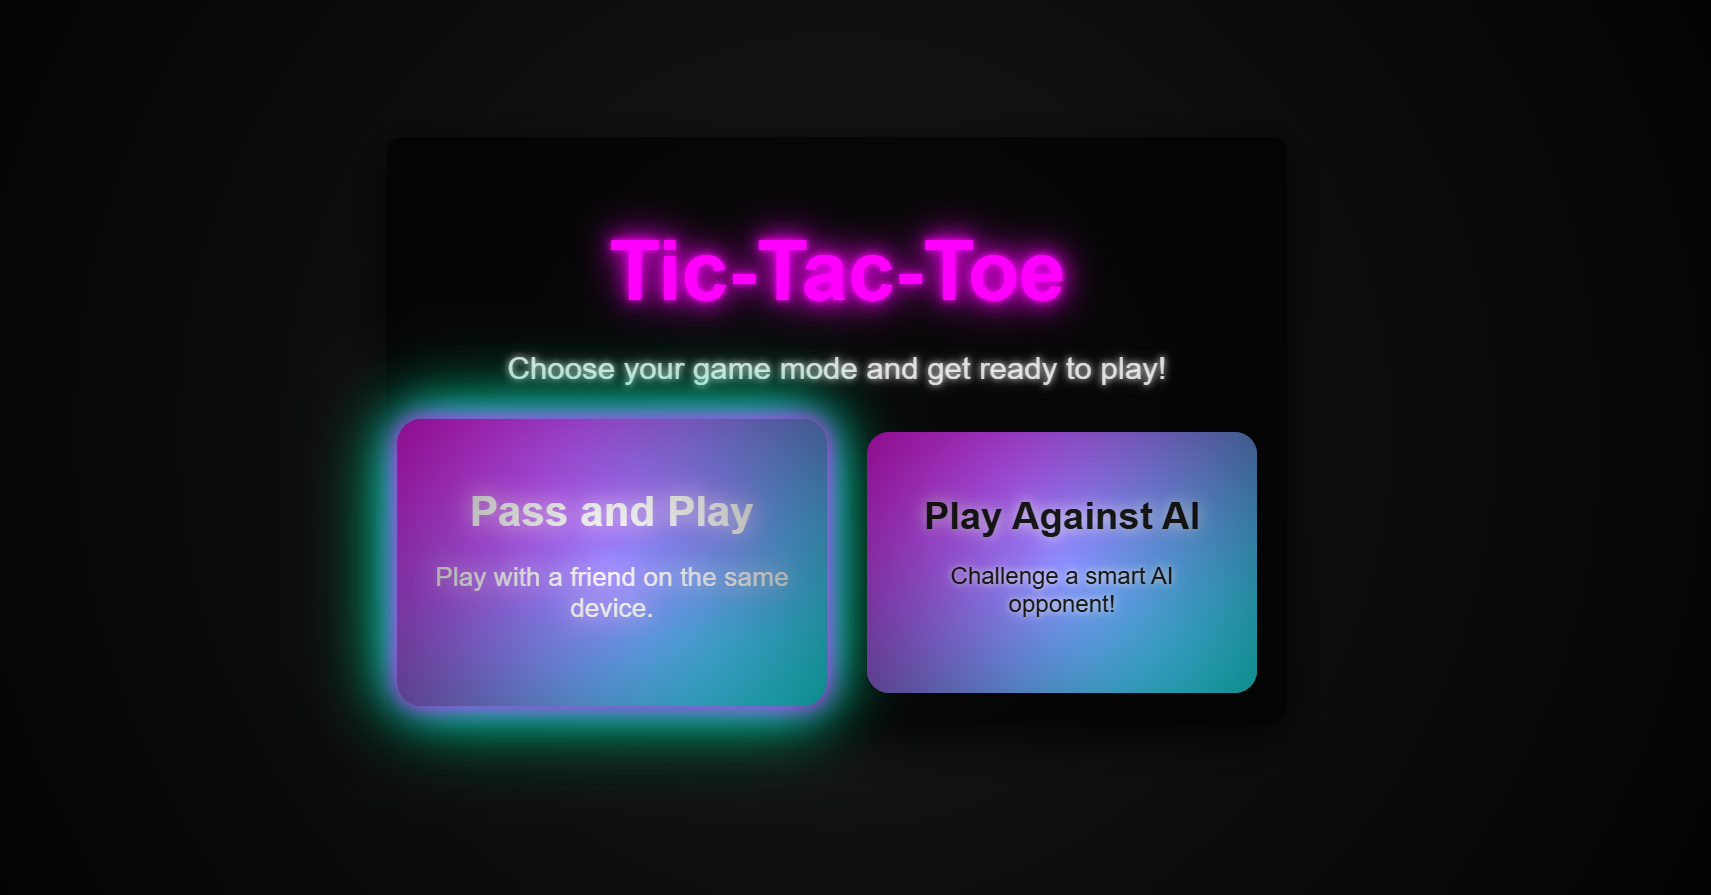 Tic-Tac-Toe
Choose your game mode and get ready to play!
Pass and Play
Play with a friend on the same
device.
Play Against AI
Challenge a smart AI
opponent!